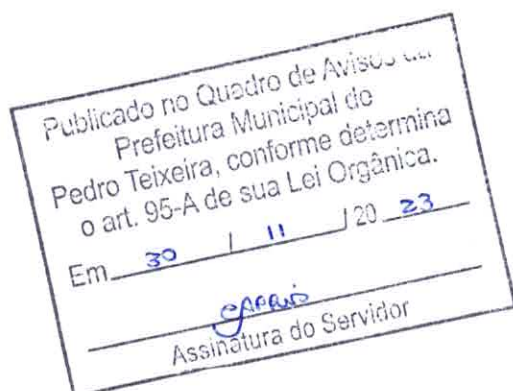 Publicado no Quadro de Avisos da
Prefeitura Municipal de
Pedro Teixeira, conforme determina
o art. 95-A de sua Lei Orgânica.
Em 30 / 11 / 20 23
Assinatura do Servidor